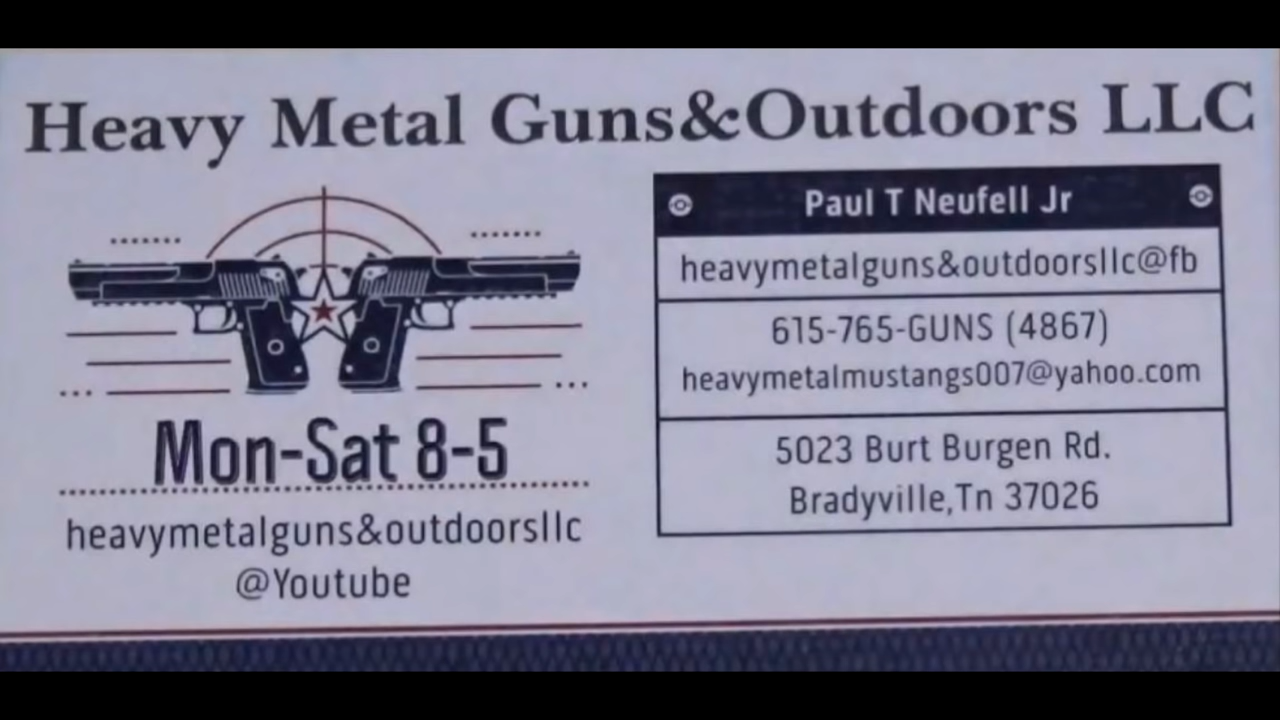 Heavy Metal Guns&Outdoors LLC
Mon-Sat 8-5
heavymetalguns&outdoorsllc
@Youtube
Paul T Neufell Jr
heavymetalguns&outdoorsllc@fb
615-765-GUNS (4867)
heavymetalmustangs007@yahoo.com
5023 Burt Burgen Rd.
Bradyville,Tn 37026